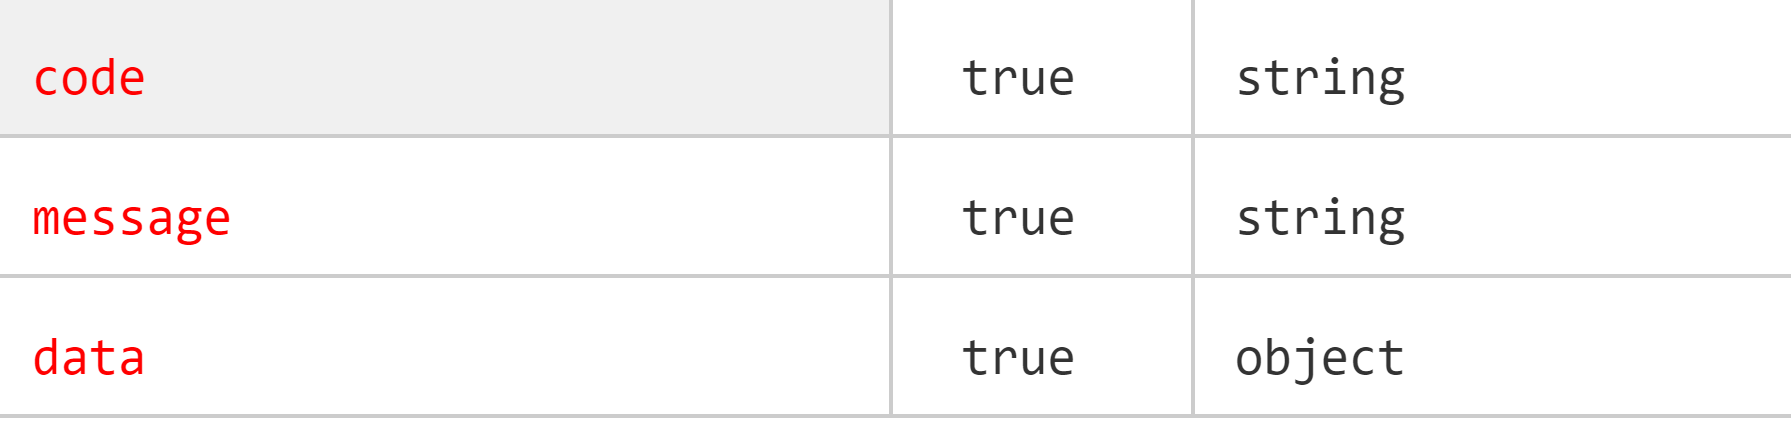 code true string
message true string
data true object